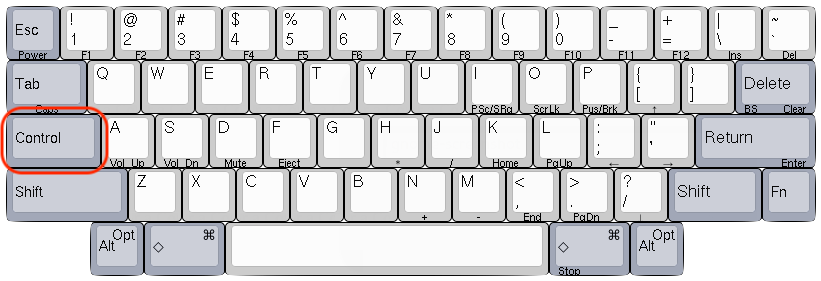 Esc ! @ # $ % ^ & * ( ) _ + | ~
1 2 3 4 5 6 7 8 9 0 - = \ `
Power F1 F2 F3 F4 F5 F6 F7 F8 F9 F10 F11 F12 Ins Del
Tab Q W E R T Y U I O P { } Delete
[ ]
Caps PSc/SRq ScrLk Pus/Brk ↑ BS Clear
Control A S D F G H J K L : " Return
; '
Vol_Up Vol_Dn Mute Eject * / Home PgUp ← → Enter
Shift Z X C V B N M < > ? Shift Fn
, . /
+ - End PgDn ↓
Opt ⌘ ⌘ Opt
Alt ◇ ◇ Alt
Stop